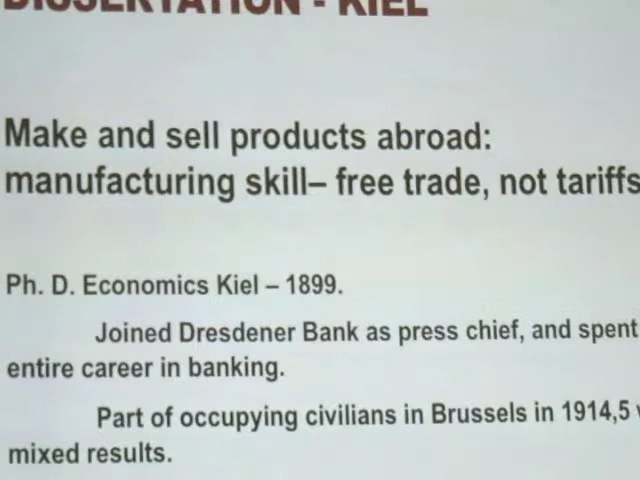 DISSERTATION - KIEL
Make and sell products abroad:
manufacturing skill– free trade, not tariffs
Ph. D. Economics Kiel – 1899.
Joined Dresdener Bank as press chief, and spent
entire career in banking.
Part of occupying civilians in Brussels in 1914,5
mixed results.